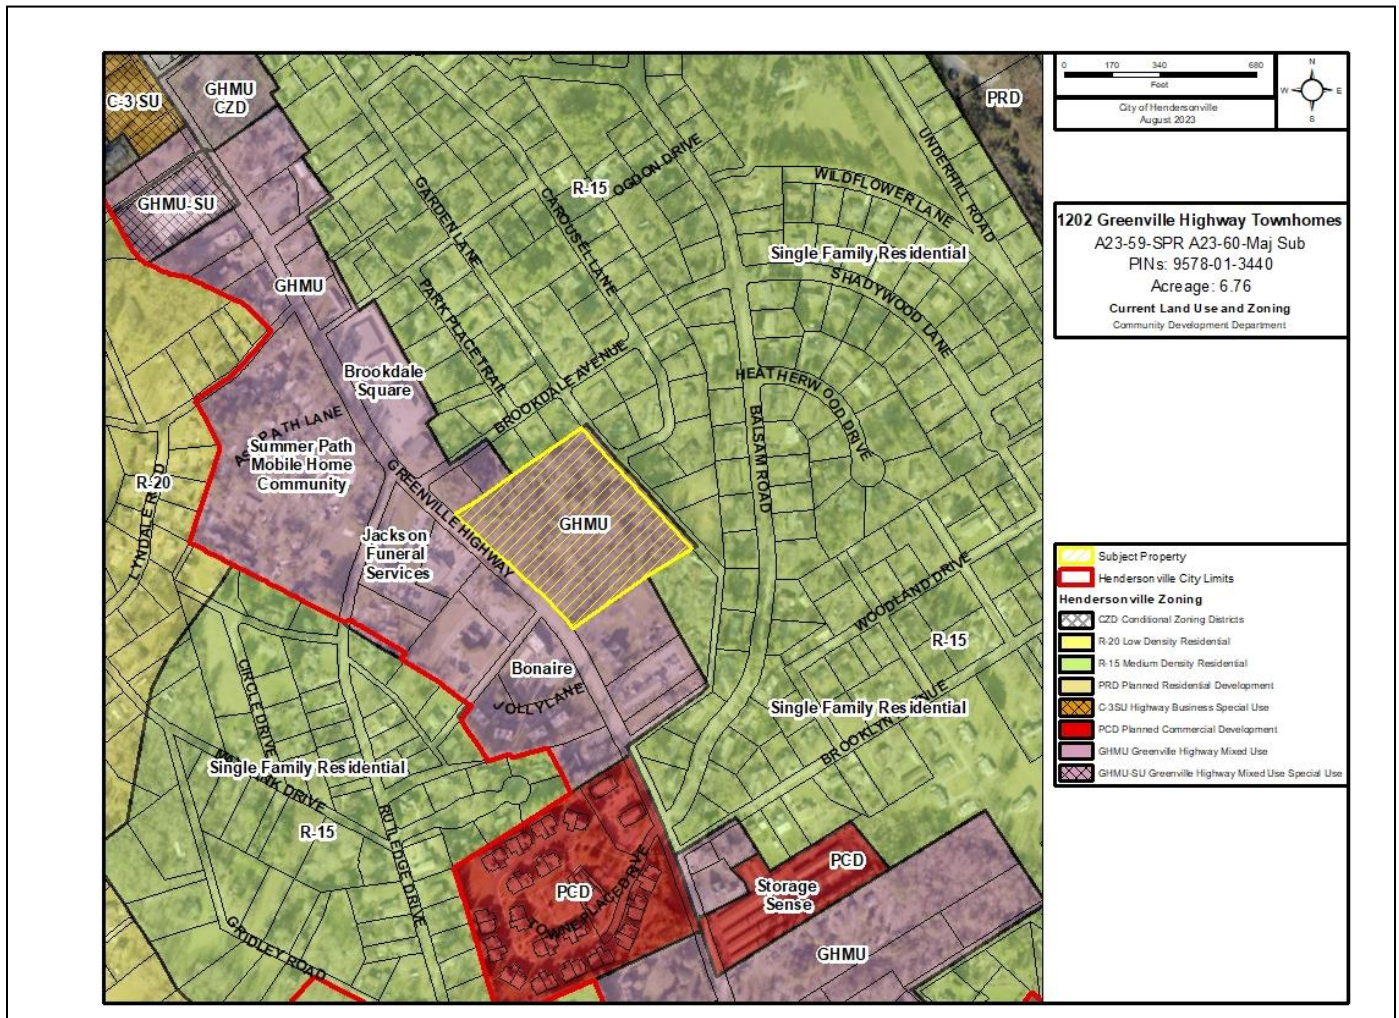 C-3 SU
GHMU
CZD
GHMU-SU
GHMU
R-15
OGDON DRIVE
GARDEN LANE
CAROUSEL LANE
PARK PLACE TRAIL
BROOKDALE AVENUE
PRD
UNDERHILL ROAD
WILDFLOWER LANE
Single Family Residential
SHADYWOOD LANE
HEATHERWOOD DRIVE
BALSAM ROAD
Brookdale
Square
PATH LANE
Summer Path
Mobile Home
Community
R-20
GREENVILLE HIGHWAY
Jackson
Funeral
Services
GHMU
WOODLAND DRIVE
R-15
Bonaire
JOLLY LANE
Single Family Residential
CIRCLE DRIVE
Single Family Residential
DRIVE
R-15
RUTLEDGE DRIVE
GRIDLEY ROAD
PCD
TOWNE PLACE DRIVE
PCD
Storage
Sense
GHMU
0 170 340 680
Feet
City of Hendersonville
August 2023
N
W E
S
1202 Greenville Highway Townhomes
A23-59-SPR A23-60-Maj Sub
PINs: 9578-01-3440
Acreage: 6.76
Current Land Use and Zoning
Community Development Department
Subject Property
Hendersonville City Limits
Hendersonville Zoning
CZD Conditional Zoning Districts
R-20 Low Density Residential
R-15 Medium Density Residential
PRD Planned Residential Development
C-3SU Highway Business Special Use
PCD Planned Commercial Development
GHMU Greenville Highway Mixed Use
GHMU-SU Greenville Highway Mixed Use Special Use